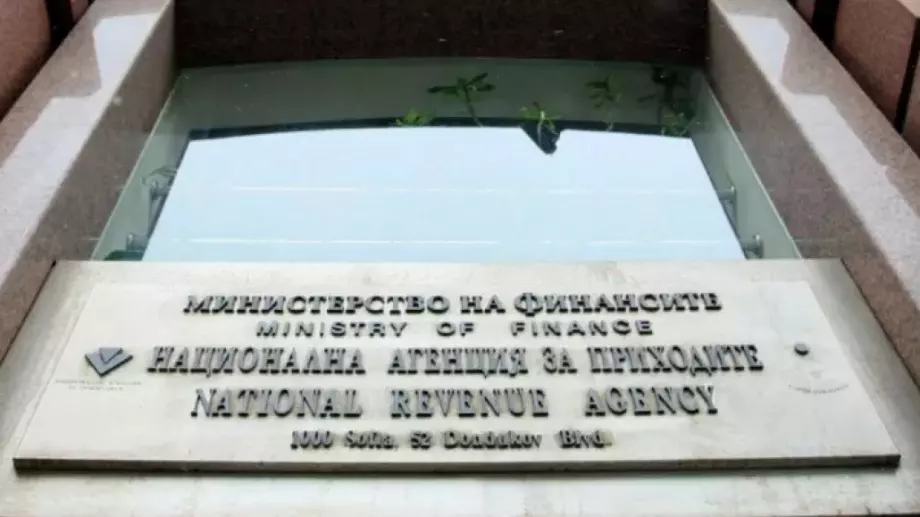 МИНИСТЕРСТВО НА ФИНАНСИТЕ
MINISTRY OF FINANCE
НАЦИОНАЛНА АГЕНЦИЯ ЗА ПРИХОДИТЕ
NATIONAL REVENUE AGENCY
1000 Sofia, 52 Dondukov Blvd.